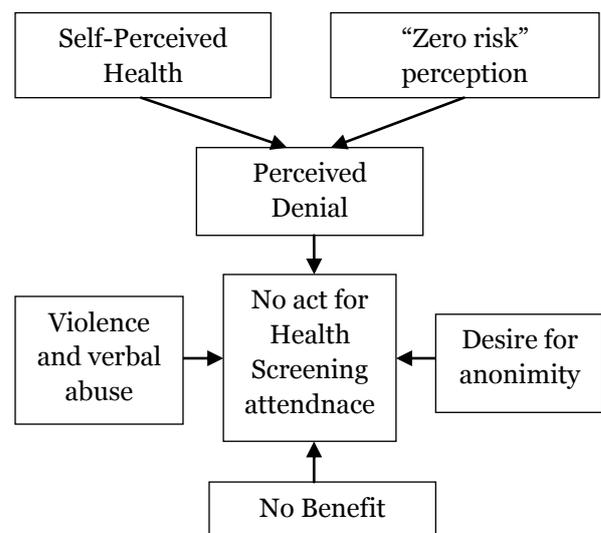 Self-Perceived
Health
“Zero risk”
perception
Perceived
Denial
No act for
Health
Screening
attendnace
Violence
and verbal
abuse
Desire for
anonimity
No Benefit